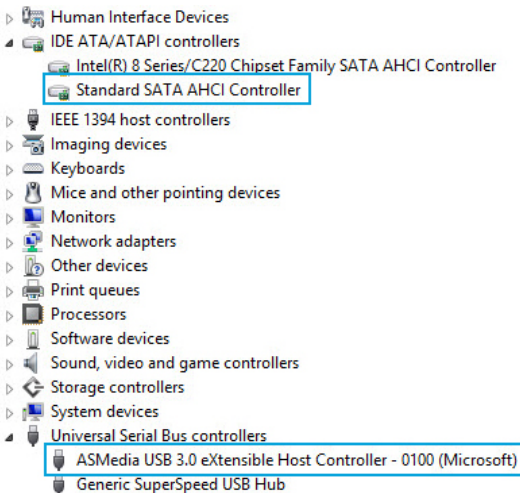 Human Interface Devices
IDE ATA/ATAPI controllers
Intel(R) 8 Series/C220 Chipset Family SATA AHCI Controller
Standard SATA AHCI Controller
IEEE 1394 host controllers
Imaging devices
Keyboards
Mice and other pointing devices
Monitors
Network adapters
Other devices
Print queues
Processors
Software devices
Sound, video and game controllers
Storage controllers
System devices
Universal Serial Bus controllers
ASMedia USB 3.0 eXtensible Host Controller - 0100 (Microsoft)
Generic SuperSpeed USB Hub